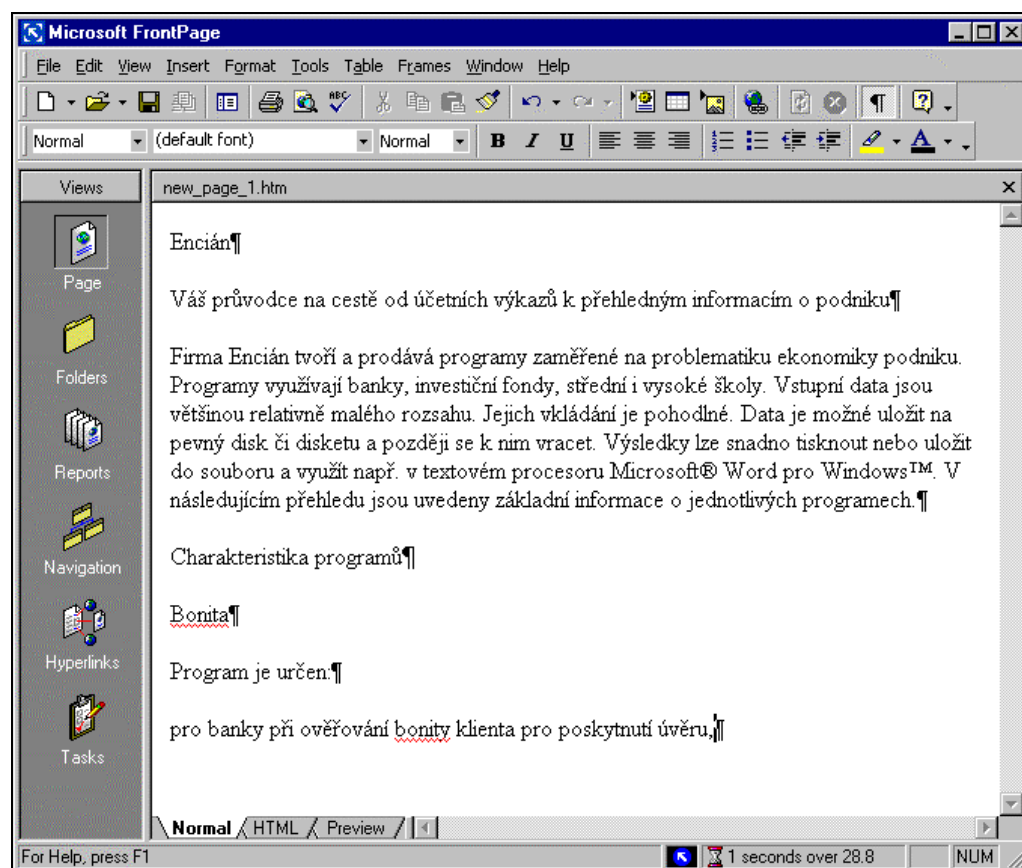 Microsoft FrontPage
File Edit View Insert Format Tools Table Frames Window Help
ABC
Normal (default font) Normal B I U A
Views new_page_1.htm
Page
Folders
Reports
Navigation
Hyperlinks
Tasks
Encián¶
Váš průvodce na cestě od účetních výkazů k přehledným informacím o podniku¶
Firma Encián tvoří a prodává programy zaměřené na problematiku ekonomiky podniku.
Programy využívají banky, investiční fondy, střední i vysoké školy. Vstupní data jsou
většinou relativně malého rozsahu. Jejich vkládání je pohodlné. Data je možné uložit na
pevný disk či disketu a později se k nim vracet. Výsledky lze snadno tisknout nebo uložit
do souboru a využít např. v textovém procesoru Microsoft® Word pro Windows™. V
následujícím přehledu jsou uvedeny základní informace o jednotlivých programech.¶
Charakteristika programů¶
Bonita¶
Program je určen:¶
pro banky při ověřování bonity klienta pro poskytnutí úvěru,¶
Normal HTML Preview
For Help, press F1 1 seconds over 28.8 NUM